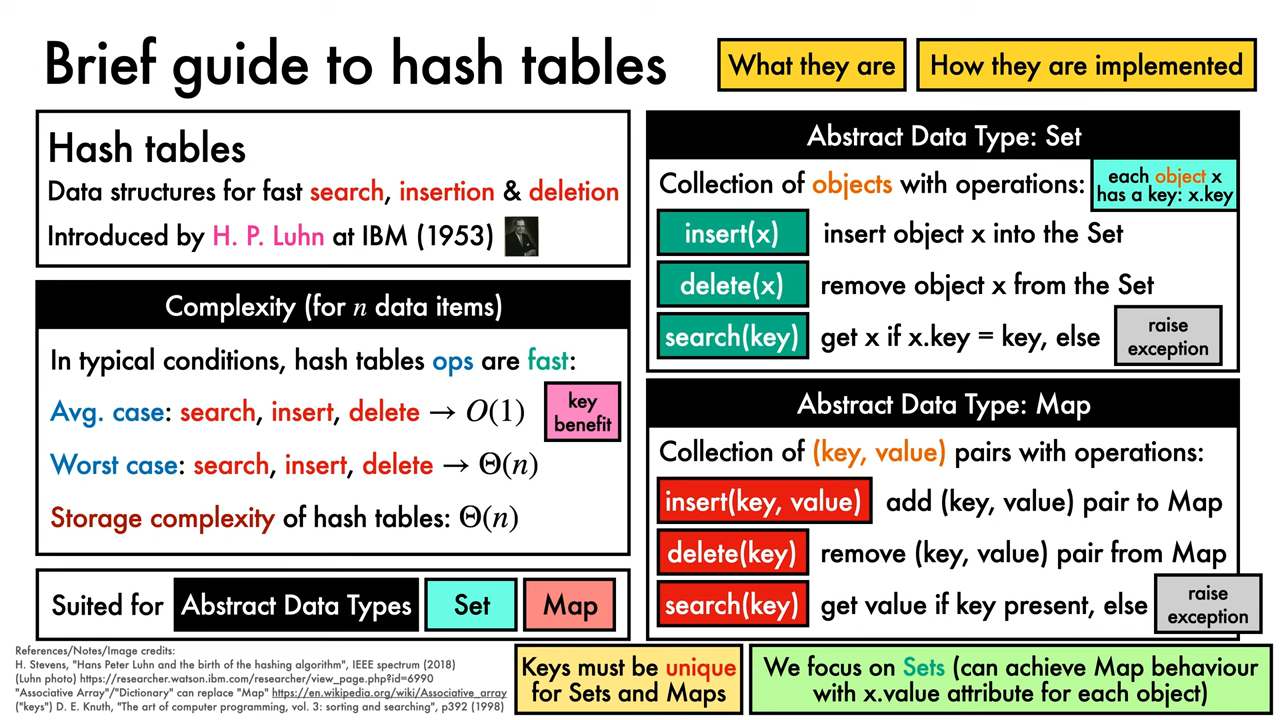 Brief guide to hash tables
What they are
How they are implemented
Hash tables
Data structures for fast search, insertion & deletion
Introduced by H. P. Luhn at IBM (1953)
Complexity (for n data items)
In typical conditions, hash tables ops are fast:
Avg. case: search, insert, delete → O(1)
key
benefit
Worst case: search, insert, delete → Θ(n)
Storage complexity of hash tables: Θ(n)
Suited for Abstract Data Types Set Map
Abstract Data Type: Set
Collection of objects with operations:
each object x
has a key: x.key
insert(x) insert object x into the Set
delete(x) remove object x from the Set
search(key) get x if x.key = key, else
raise
exception
Abstract Data Type: Map
Collection of (key, value) pairs with operations:
insert(key, value) add (key, value) pair to Map
delete(key) remove (key, value) pair from Map
search(key) get value if key present, else
raise
exception
References/Notes/Image credits:
H. Stevens, "Hans Peter Luhn and the birth of the hashing algorithm", IEEE spectrum (2018)
(Luhn photo) https://researcher.watson.ibm.com/researcher/view_page.php?id=6990
"Associative Array"/"Dictionary" can replace "Map" https://en.wikipedia.org/wiki/Associative_array
("keys") D. E. Knuth, "The art of computer programming, vol. 3: sorting and searching", p392 (1998)
Keys must be unique
for Sets and Maps
We focus on Sets (can achieve Map behaviour
with x.value attribute for each object)